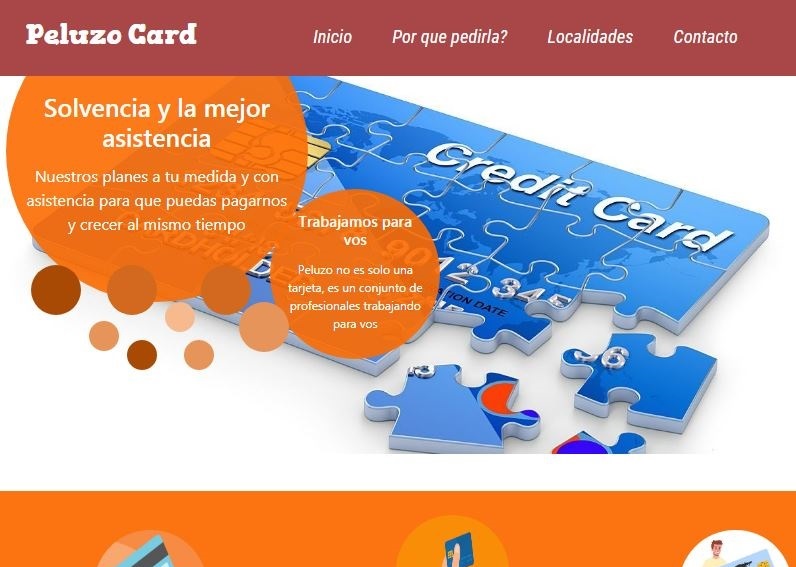 Peluzo Card
Inicio
Por que pedirla?
Localidades
Contacto
Solvencia y la mejor
asistencia
Nuestros planes a tu medida y con
asistencia para que puedas pagarnos
y crecer al mismo tiempo
Credit Card
Trabajamos para
vos
Peluzo no es solo una
tarjeta, es un conjunto de
profesionales trabajando
para vos